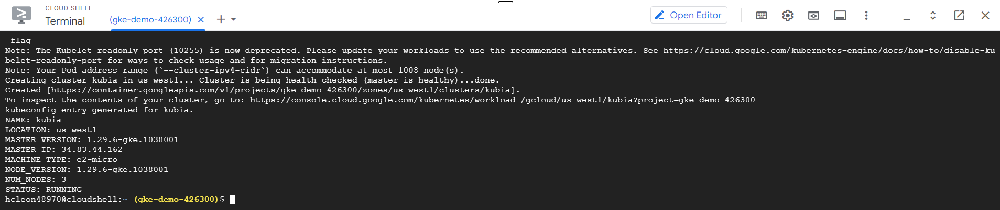 CLOUD SHELL
Terminal
(gke-demo-426300)
Open Editor
flag
Note: The Kubelet readonly port (10255) is now deprecated. Please update your workloads to use the recommended alternatives. See https://cloud.google.com/kubernetes-engine/docs/how-to/disable-ku
belet-readonly-port for ways to check usage and for migration instructions.
Note: Your Pod address range (`--cluster-ipv4-cidr`) can accommodate at most 1008 node(s).
Creating cluster kubia in us-west1... Cluster is being health-checked (master is healthy)...done.
Created [https://container.googleapis.com/v1/projects/gke-demo-426300/zones/us-west1/clusters/kubia].
To inspect the contents of your cluster, go to: https://console.cloud.google.com/kubernetes/workload_/gcloud/us-west1/kubia?project=gke-demo-426300
kubeconfig entry generated for kubia.
NAME: kubia
LOCATION: us-west1
MASTER_VERSION: 1.29.6-gke.1038001
MASTER_IP: 34.83.44.162
MACHINE_TYPE: e2-micro
NODE_VERSION: 1.29.6-gke.1038001
NUM_NODES: 3
STATUS: RUNNING
hcleon48970@cloudshell:~ (gke-demo-426300)$